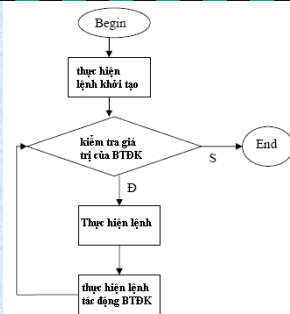 Begin
thực hiện
lệnh khởi tạo
kiểm tra giá
trị của BTĐK
S
End
Đ
Thực hiện lệnh
thực hiện lệnh
tác động BTĐK